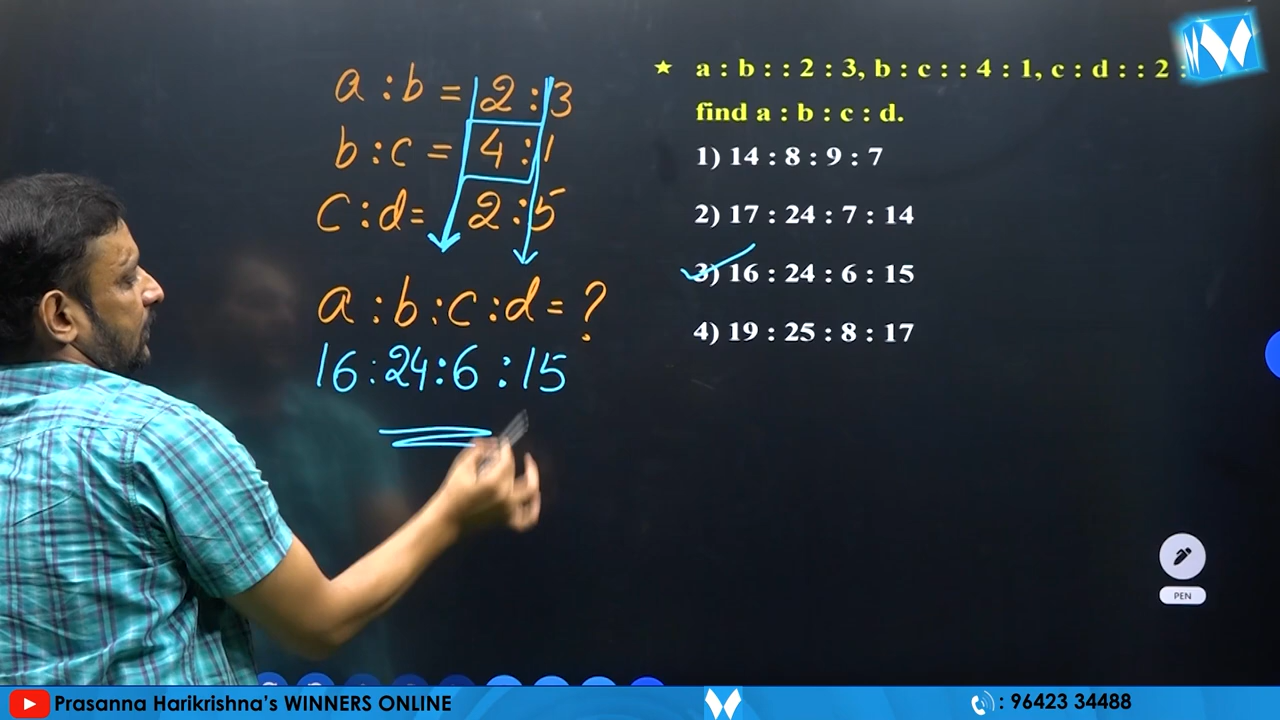 a : b = 2 : 3
b : c = 4 : 1
c : d = 2 : 5
a : b : c : d = ?
16 : 24 : 6 : 15
★ a : b : : 2 : 3, b : c : : 4 : 1, c : d : : 2 :
find a : b : c : d.
1) 14 : 8 : 9 : 7
2) 17 : 24 : 7 : 14
3) 16 : 24 : 6 : 15
4) 19 : 25 : 8 : 17
W
PEN
Prasanna Harikrishna's WINNERS ONLINE
: 96423 34488